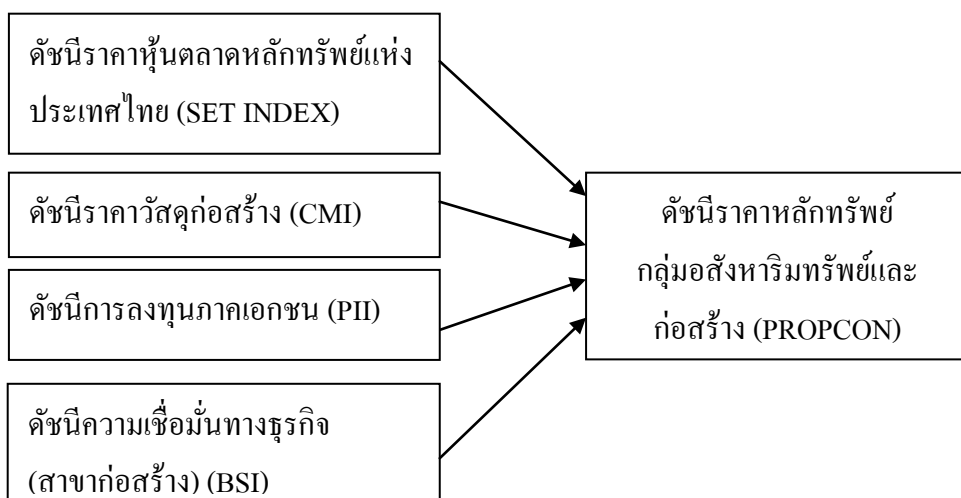 ดัชนีราคาหุ้นตลาดหลักทรัพย์แห่ง
ประเทศไทย (SET INDEX)
ดัชนีราคาวัสดุก่อสร้าง (CMI)
ดัชนีการลงทุนภาคเอกชน (PII)
ดัชนีความเชื่อมั่นทางธุรกิจ
(สาขาก่อสร้าง) (BSI)
ดัชนีราคาหลักทรัพย์
กลุ่มอสังหาริมทรัพย์และ
ก่อสร้าง (PROPCON)